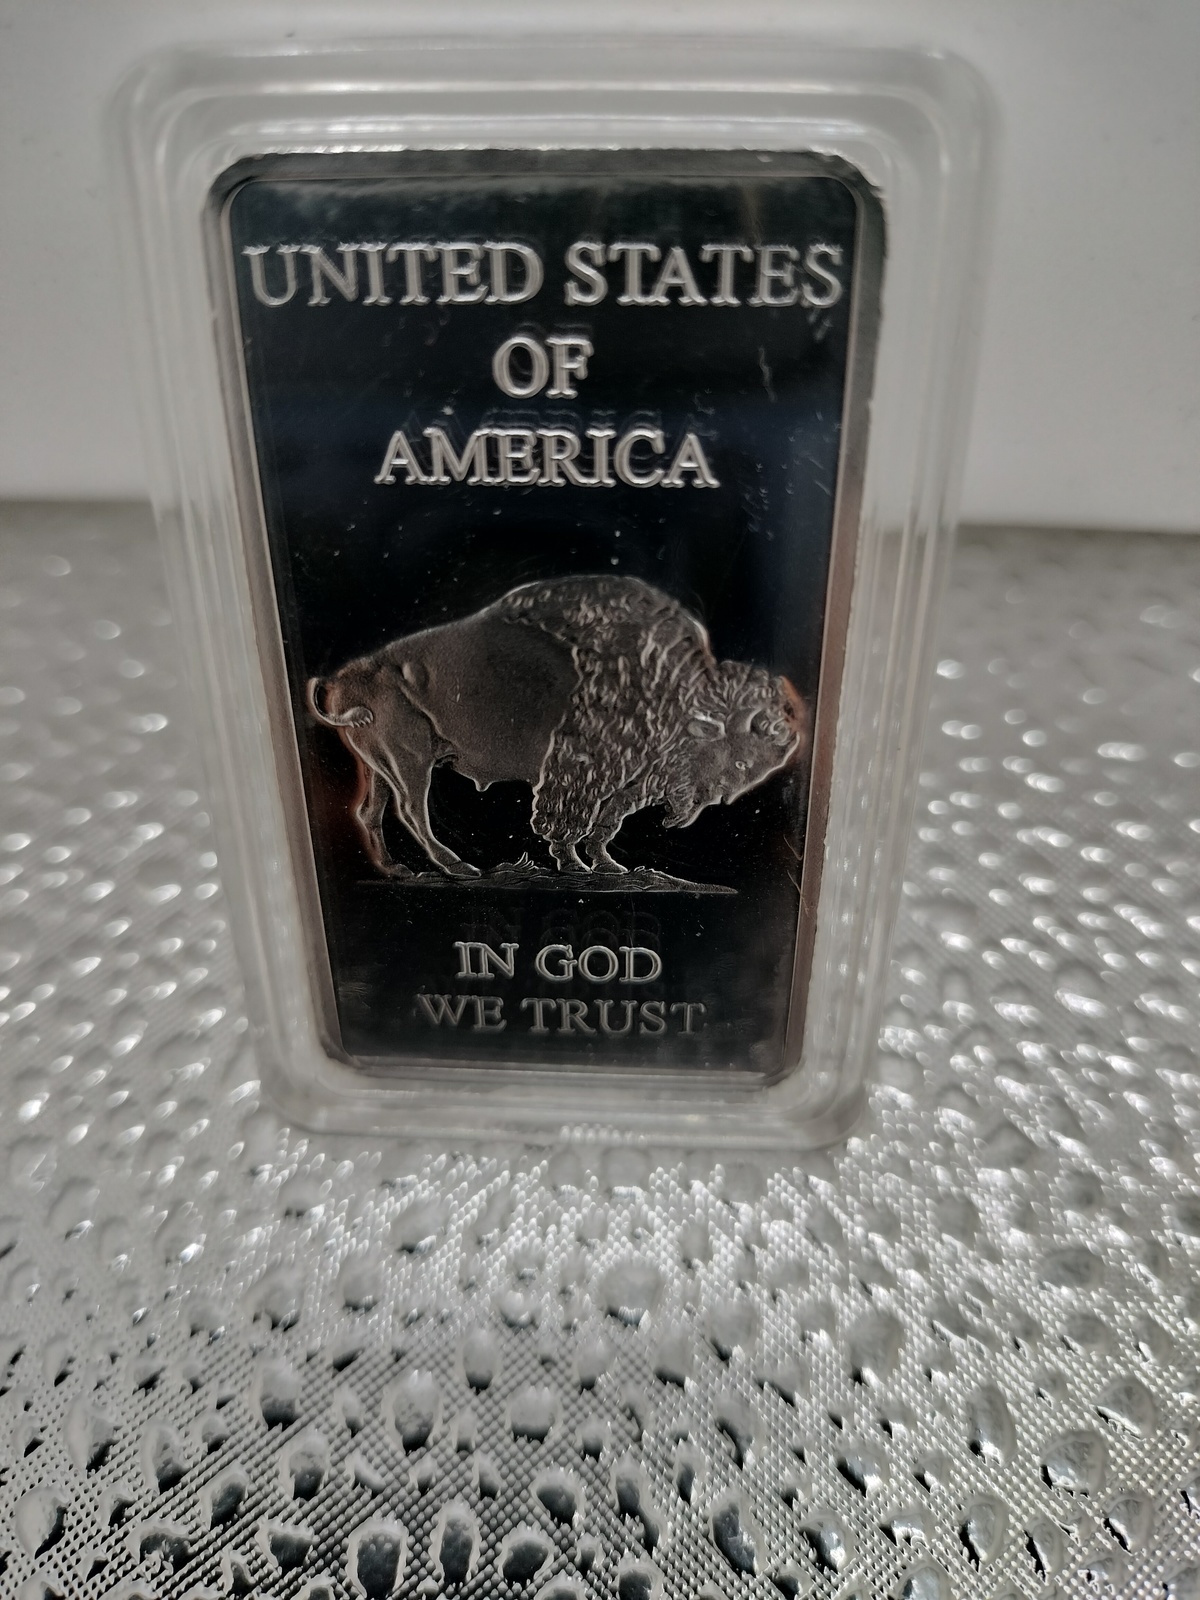 UNITED STATES
OF
AMERICA
IN GOD
WE TRUST